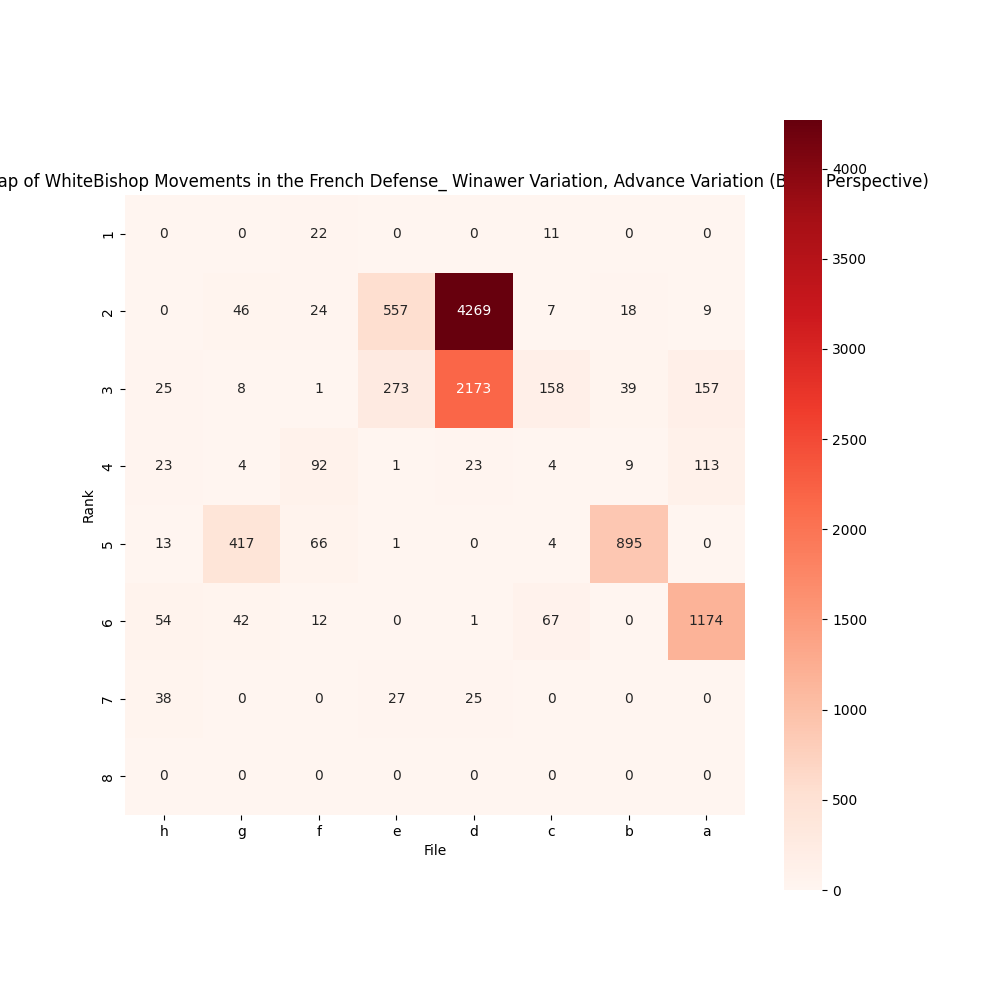 ap of WhiteBishop Movements in the French Defense_ Winawer Variation, Advance Variation (B Perspective)
4000
3500
3000
2500
2000
1500
1000
500
0
Rank
1 0 0 22 0 0 11 0 0
2 0 46 24 557 4269 7 18 9
3 25 8 1 273 2173 158 39 157
4 23 4 92 1 23 4 9 113
5 13 417 66 1 0 4 895 0
6 54 42 12 0 1 67 0 1174
7 38 0 0 27 25 0 0 0
8 0 0 0 0 0 0 0 0
h g f e d c b a
File